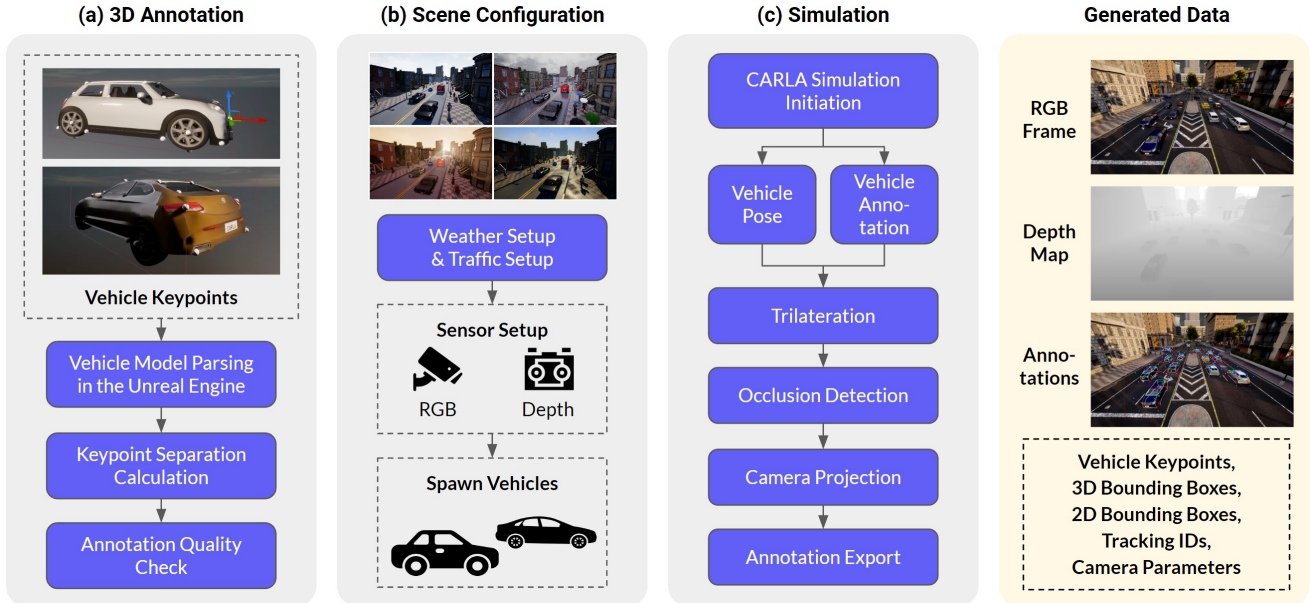 (a) 3D Annotation
Vehicle Keypoints
Vehicle Model Parsing
in the Unreal Engine
Keypoint Separation
Calculation
Annotation Quality
Check
(b) Scene Configuration
Weather Setup
& Traffic Setup
Sensor Setup
RGB
Depth
Spawn Vehicles
(c) Simulation
CARLA Simulation
Initiation
Vehicle
Pose
Vehicle
Anno-
tation
Trilateration
Occlusion Detection
Camera Projection
Annotation Export
Generated Data
RGB
Frame
Depth
Map
Anno-
tations
Vehicle Keypoints,
3D Bounding Boxes,
2D Bounding Boxes,
Tracking IDs,
Camera Parameters